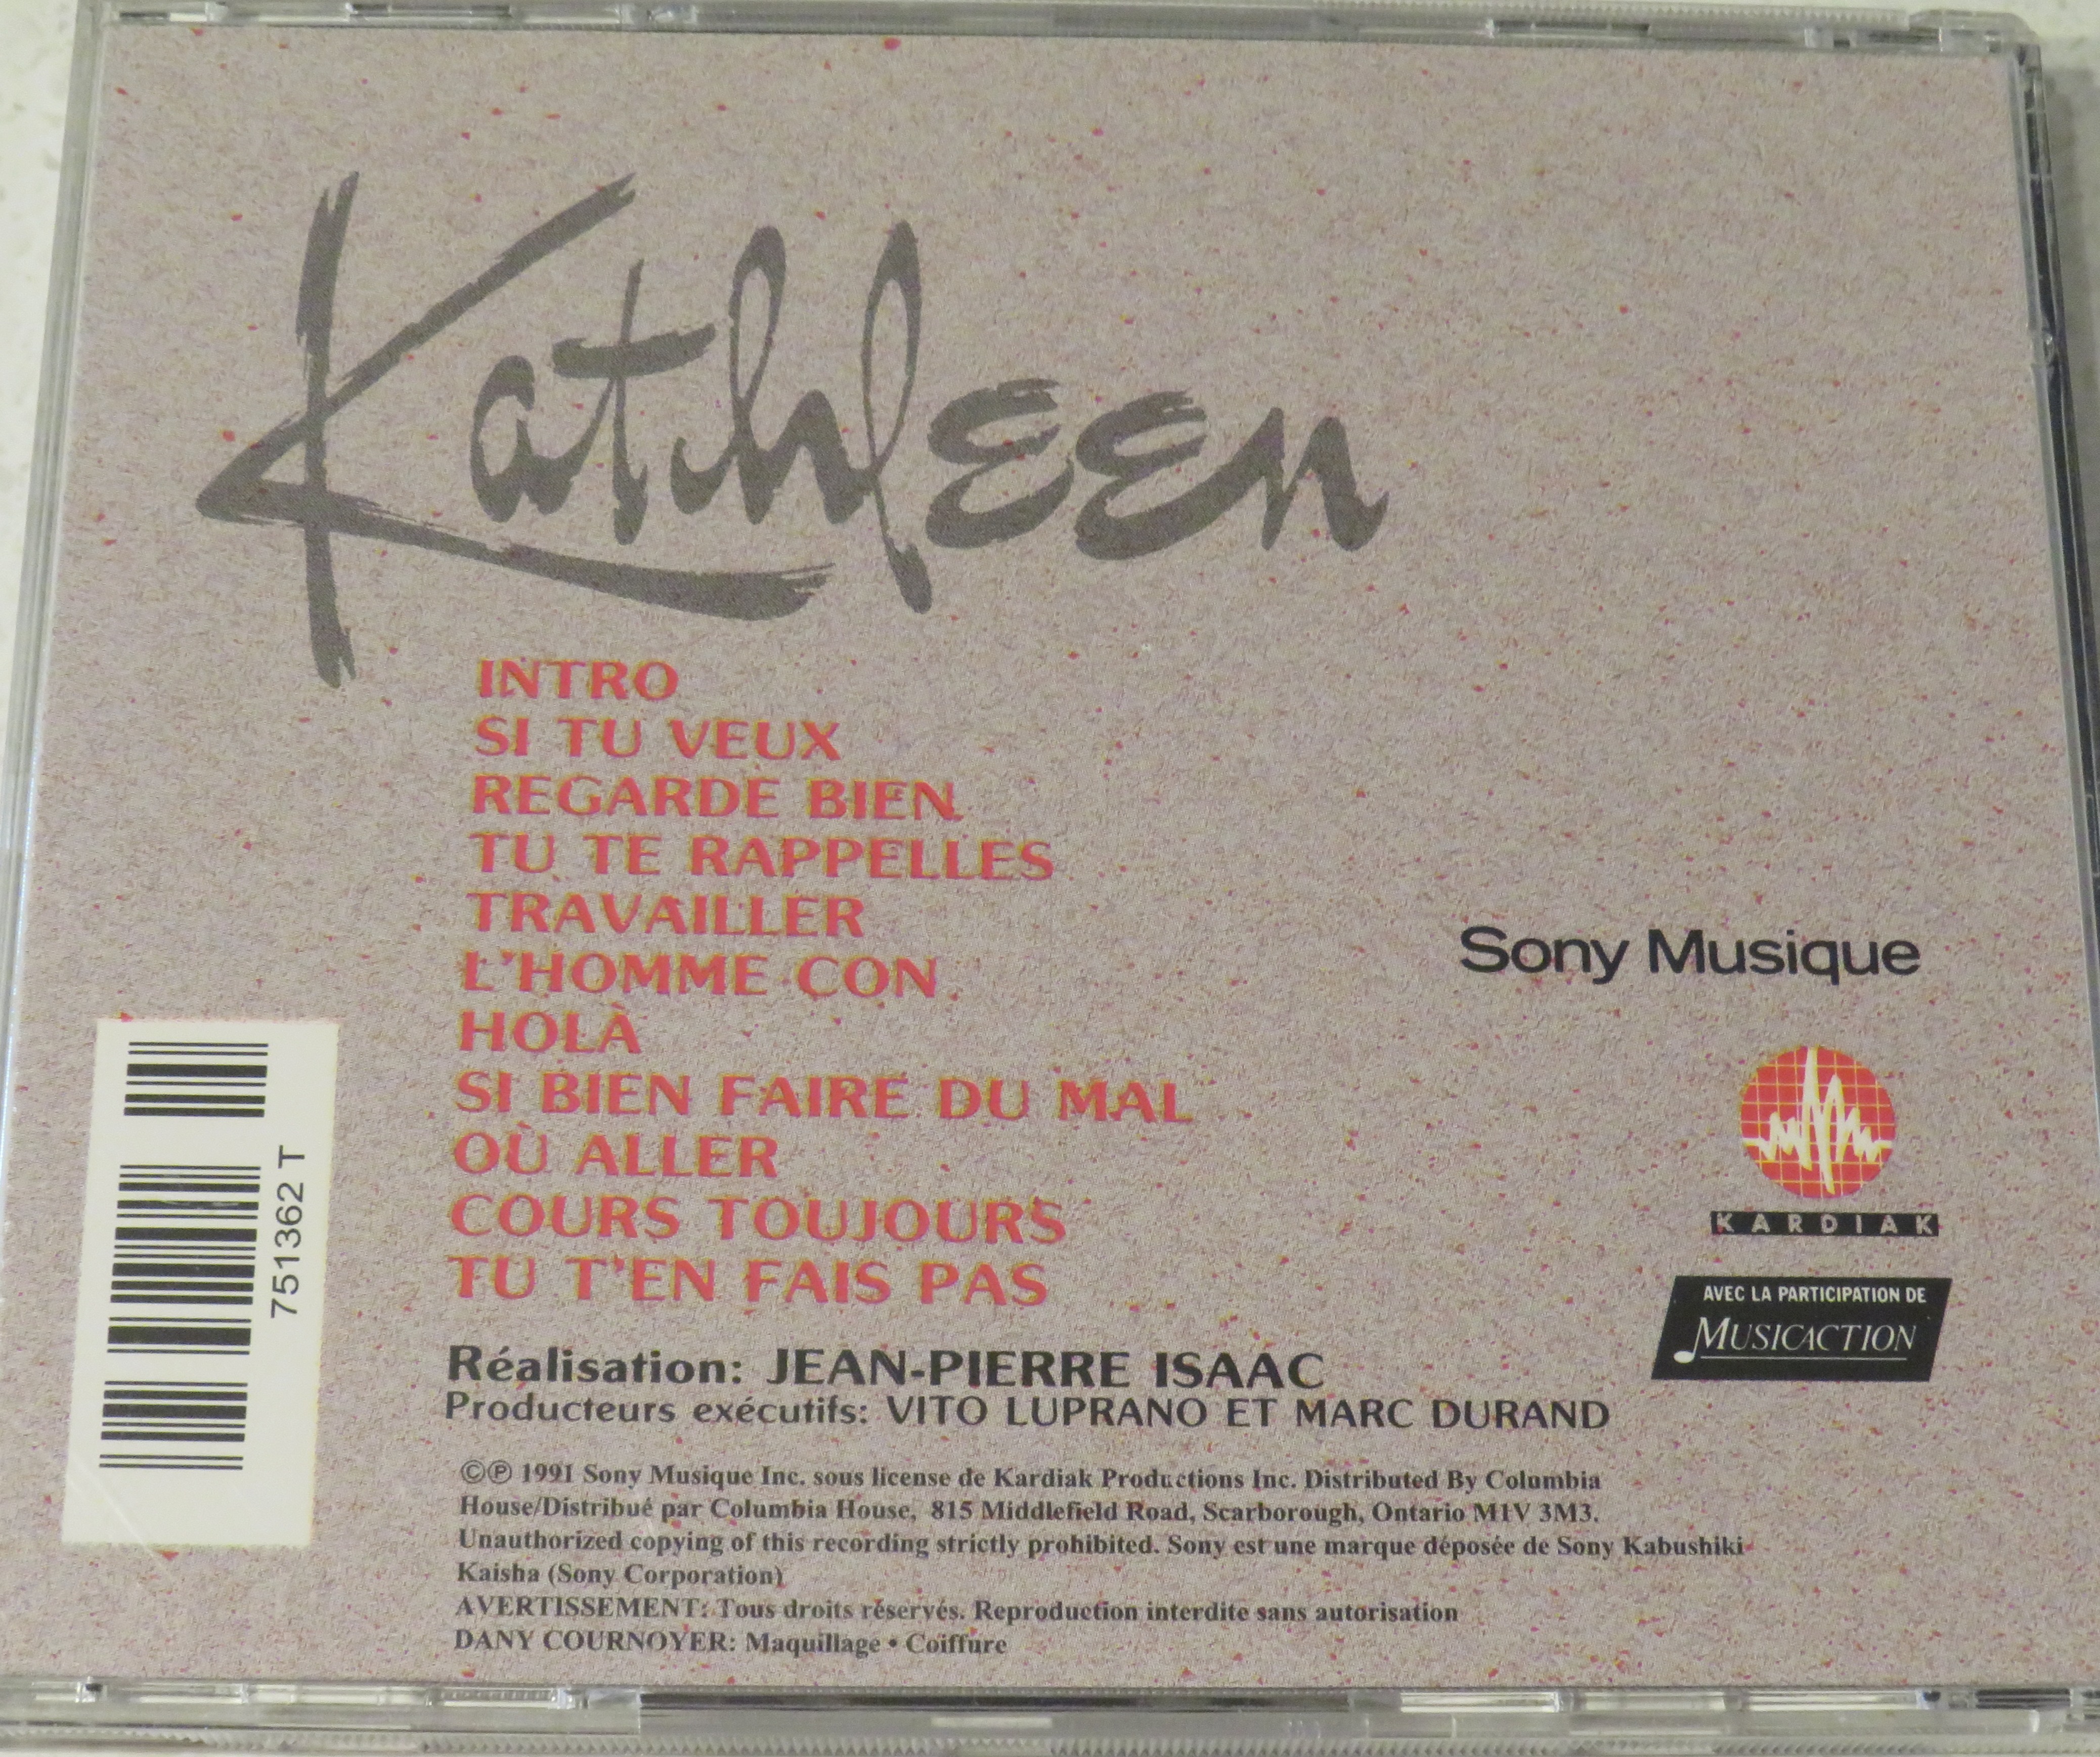 Kathleen
INTRO
SI TU VEUX
REGARDE BIEN
TU TE RAPPELLES
TRAVAILLER
L'HOMME CON
HOLÀ
SI BIEN FAIRE DU MAL
OÙ ALLER
COURS TOUJOURS
TU T'EN FAIS PAS
Sony Musique
KARDIAK
AVEC LA PARTICIPATION DE
MUSICACTION
751362 T
Réalisation: JEAN-PIERRE ISAAC
Producteurs exécutifs: VITO LUPRANO ET MARC DURAND
©℗ 1991 Sony Musique Inc. sous license de Kardiak Productions Inc. Distributed By Columbia
House/Distribué par Columbia House, 815 Middlefield Road, Scarborough, Ontario M1V 3M3.
Unauthorized copying of this recording strictly prohibited. Sony est une marque déposée de Sony Kabushiki
Kaisha (Sony Corporation)
AVERTISSEMENT: Tous droits réservés. Reproduction interdite sans autorisation
DANY COURNOYER: Maquillage • Coiffure